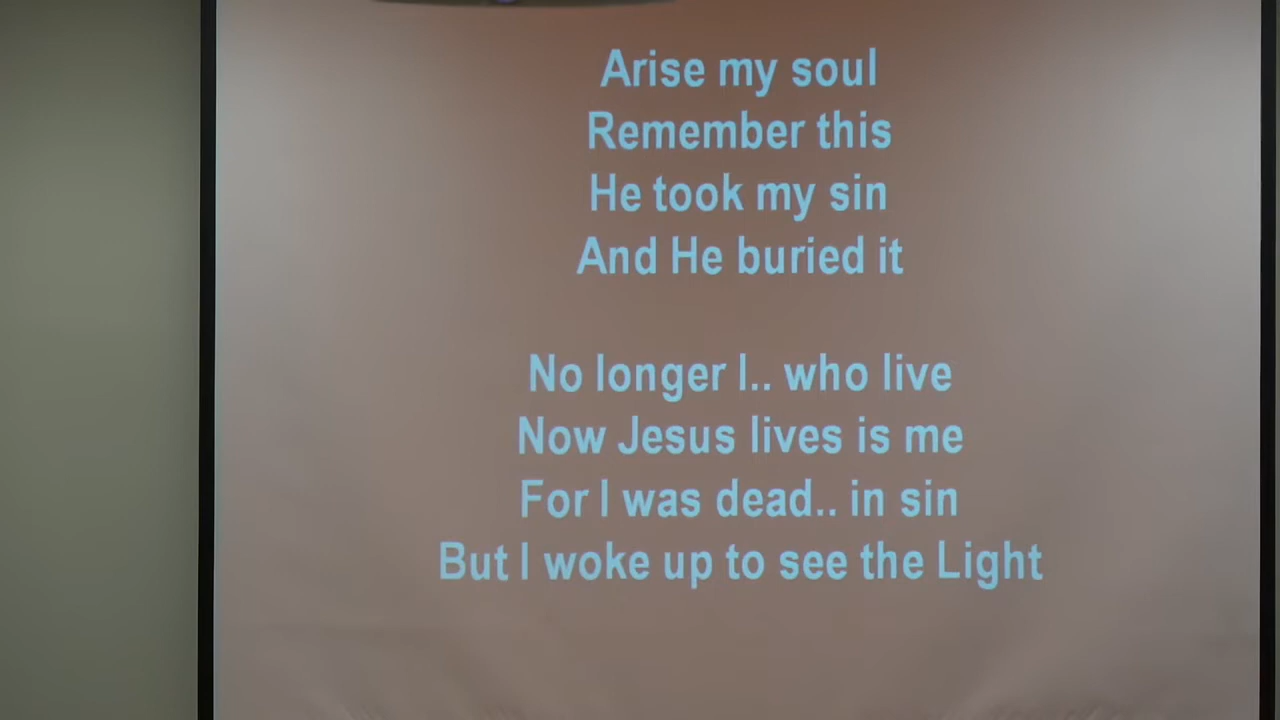 Arise my soul
Remember this
He took my sin
And He buried it
No longer I.. who live
Now Jesus lives is me
For I was dead.. in sin
But I woke up to see the Light